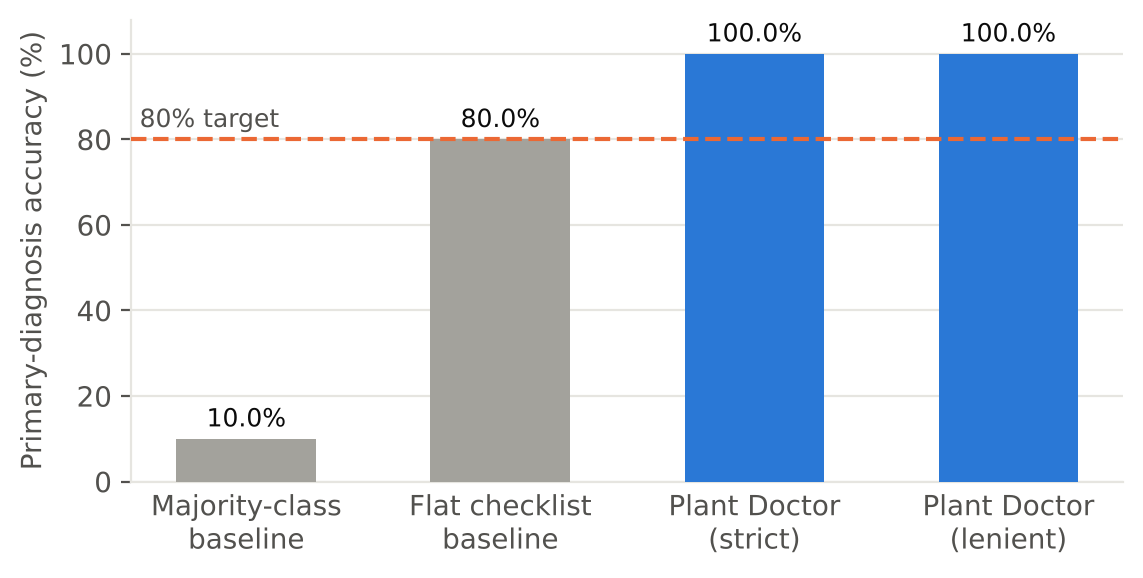 Primary-diagnosis accuracy (%)
100
80
60
40
20
0
80% target
10.0%
80.0%
100.0%
100.0%
Majority-class
baseline
Flat checklist
baseline
Plant Doctor
(strict)
Plant Doctor
(lenient)